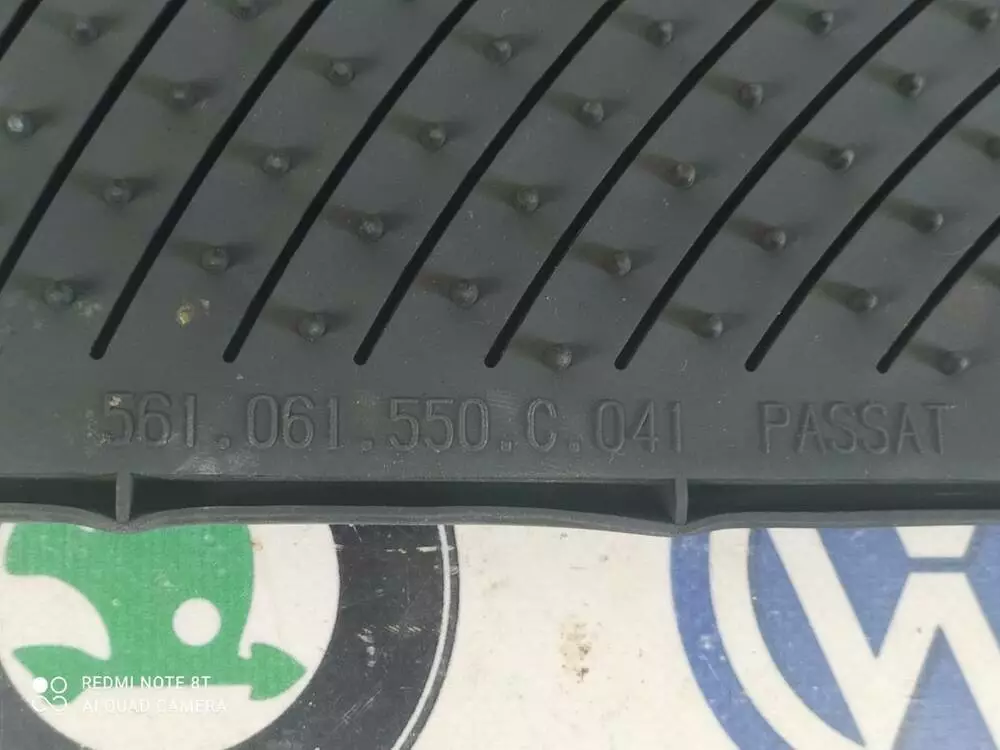 561.061.550.C.041 PASSAT
REDMI NOTE 8T
AI QUAD CAMERA